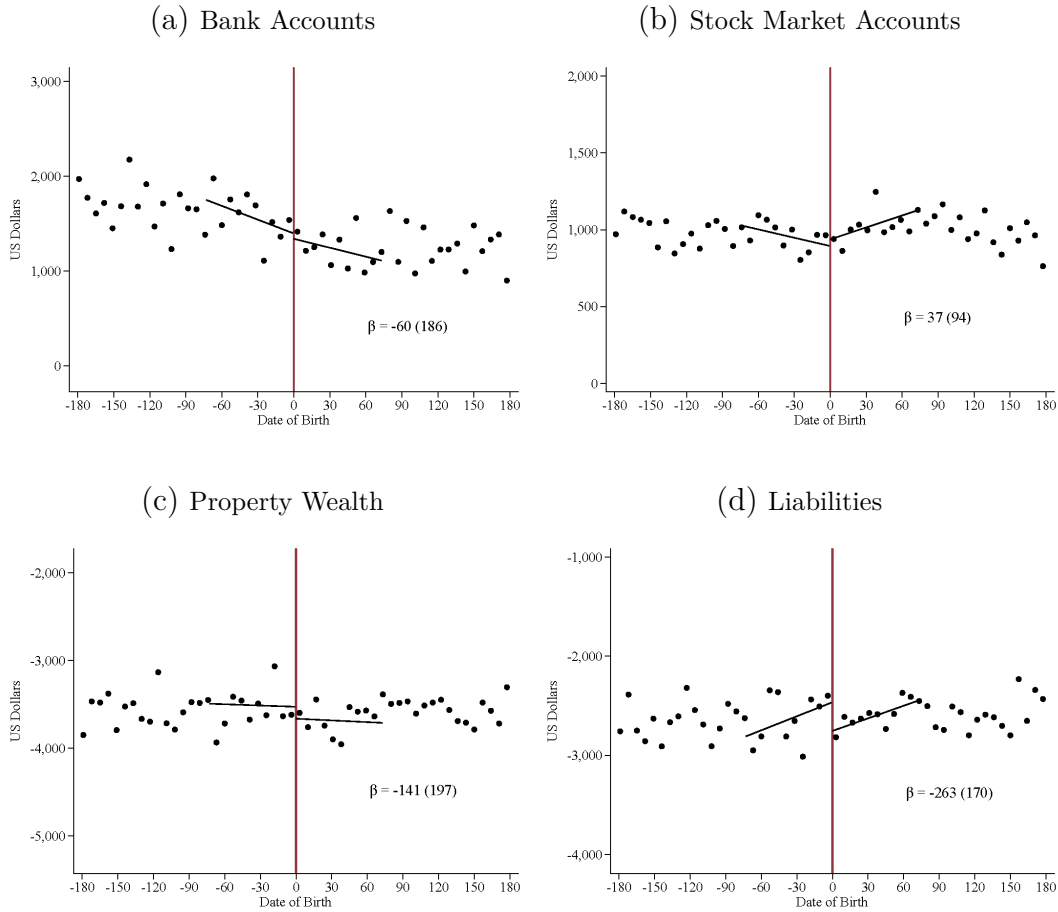 (a) Bank Accounts
3,000
2,000
1,000
0
US Dollars
β = -60 (186)
-180 -150 -120 -90 -60 -30 0 30 60 90 120 150 180
Date of Birth
(b) Stock Market Accounts
2,000
1,500
1,000
500
0
US Dollars
β = 37 (94)
-180 -150 -120 -90 -60 -30 0 30 60 90 120 150 180
Date of Birth
(c) Property Wealth
-2,000
-3,000
-4,000
-5,000
US Dollars
β = -141 (197)
-180 -150 -120 -90 -60 -30 0 30 60 90 120 150 180
Date of Birth
(d) Liabilities
-1,000
-2,000
-3,000
-4,000
US Dollars
β = -263 (170)
-180 -150 -120 -90 -60 -30 0 30 60 90 120 150 180
Date of Birth